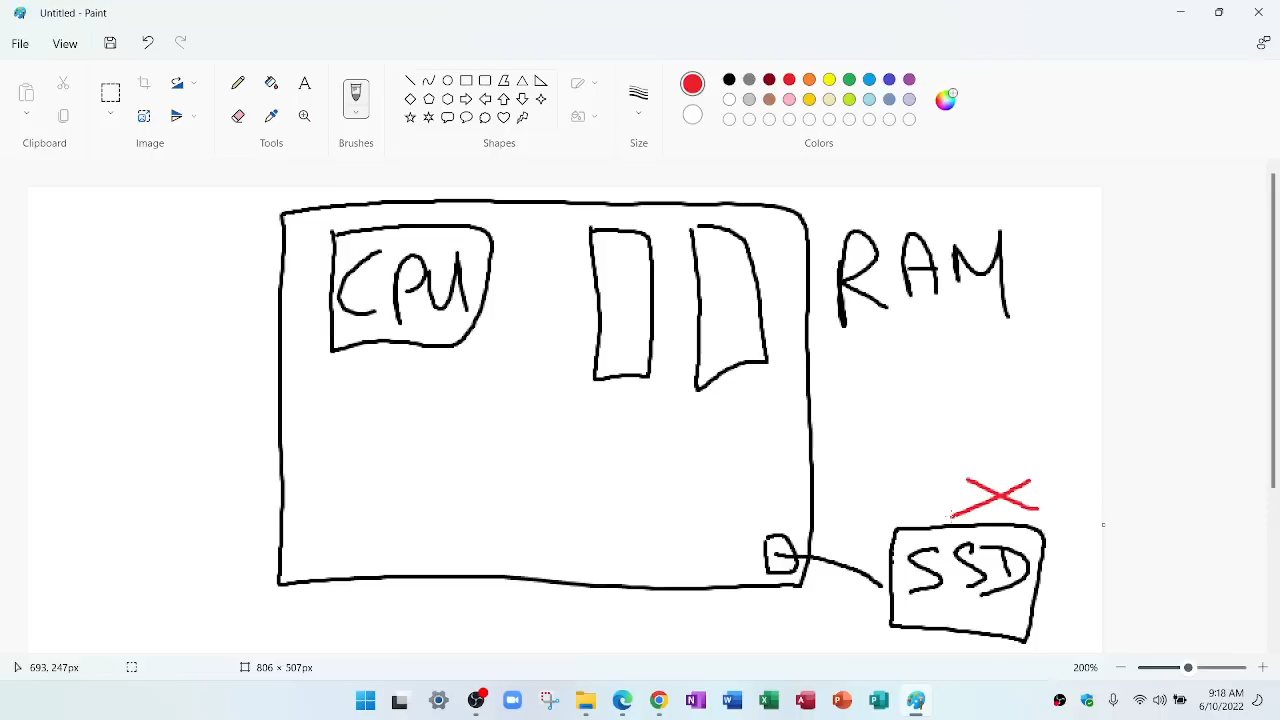 Untitled - Paint
File View
Clipboard Image Tools Brushes Shapes Size Colors
CPU RAM
SSD
693, 247px 806 × 507px 200%
9:18 AM
6/10/2022